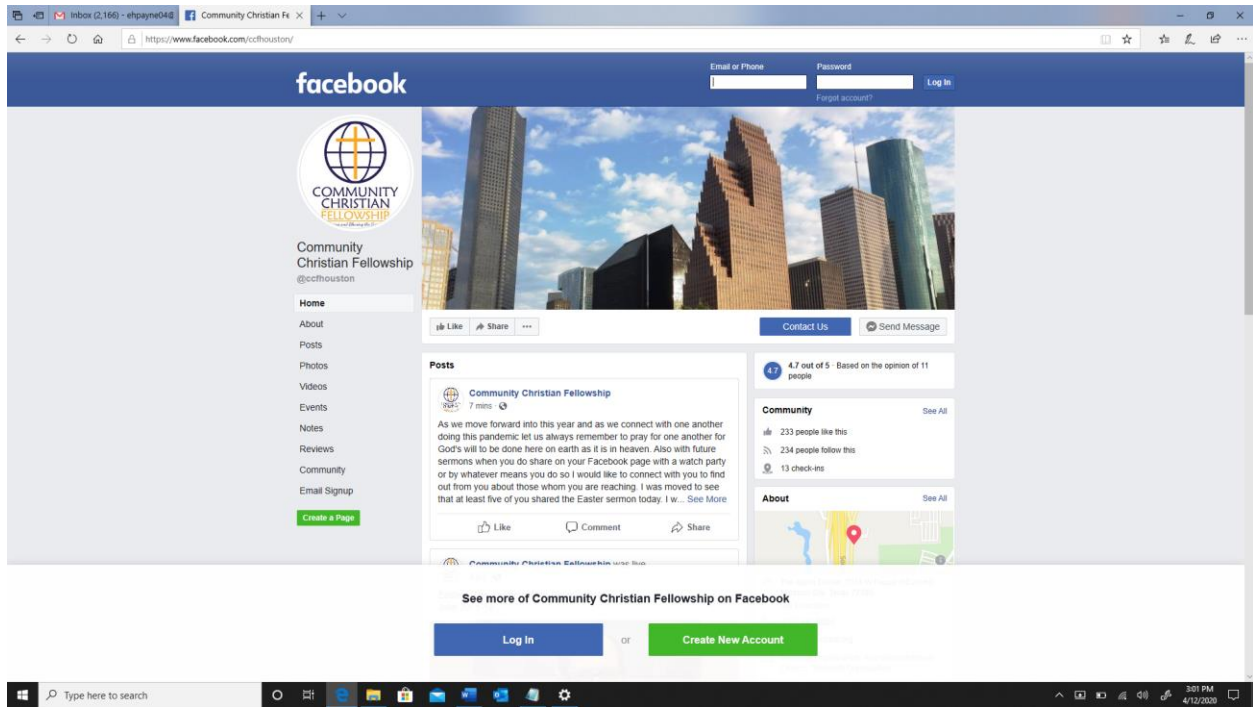 Inbox (2,166) - ehpayne04@
Community Christian Fe
https://www.facebook.com/ccfhouston/
facebook
Email or Phone
Password
Log In
Forgot account?
COMMUNITY
CHRISTIAN
FELLOWSHIP
Community
Christian Fellowship
@ccfhouston
Home
About
Posts
Photos
Videos
Events
Notes
Reviews
Community
Email Signup
Create a Page
Like
Share
Contact Us
Send Message
Posts
Community Christian Fellowship
7 mins ·
As we move forward into this year and as we connect with one another
doing this pandemic let us always remember to pray for one another for
God's will to be done here on earth as it is in heaven. Also with future
sermons when you do share on your Facebook page with a watch party
or by whatever means you do so I would like to connect with you to find
out from you about those whom you are reaching. I was moved to see
that at least five of you shared the Easter sermon today. I w... See More
Like
Comment
Share
Community Christian Fellowship was live
4.7
4.7 out of 5 · Based on the opinion of 11
people
Community
See All
233 people like this
234 people follow this
13 check-ins
About
See All
See more of Community Christian Fellowship on Facebook
Log In
or
Create New Account
Type here to search
3:01 PM
4/12/2020